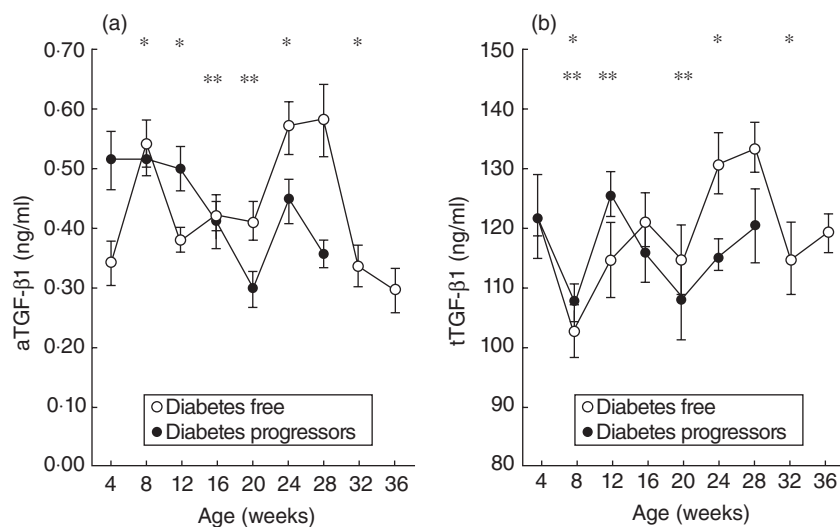 (a)
* * * *
** **
0·70
0·60
0·50
0·40
0·30
0·20
0·10
0·00
aTGF-β1 (ng/ml)
Diabetes free
Diabetes progressors
4 8 12 16 20 24 28 32 36
Age (weeks)
(b)
* * *
** ** **
150
140
130
120
110
100
90
80
tTGF-β1 (ng/ml)
Diabetes free
Diabetes progressors
4 8 12 16 20 24 28 32 36
Age (weeks)